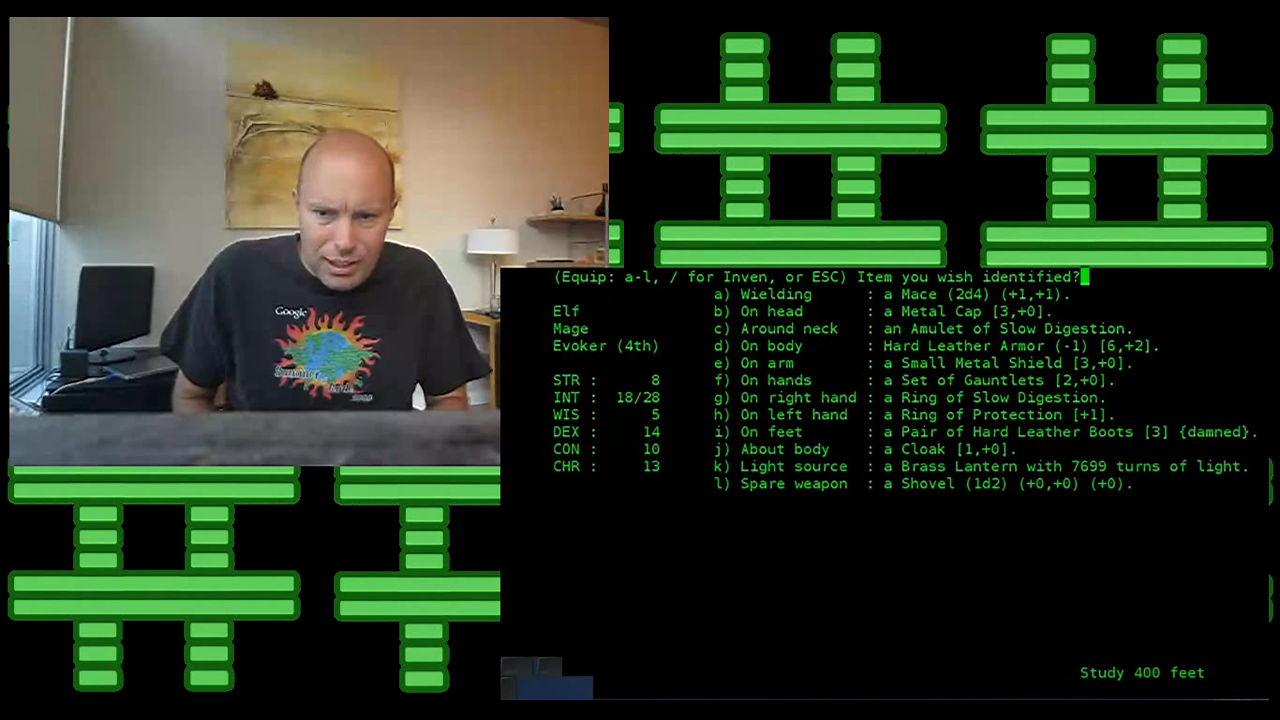 Google
(Equip: a-l, / for Inven, or ESC) Item you wish identified?
a) Wielding : a Mace (2d4) (+1,+1).
Elf b) On head : a Metal Cap [3,+0].
Mage c) Around neck : an Amulet of Slow Digestion.
Evoker (4th) d) On body : Hard Leather Armor (-1) [6,+2].
e) On arm : a Small Metal Shield [3,+0].
STR : 8 f) On hands : a Set of Gauntlets [2,+0].
INT : 18/28 g) On right hand : a Ring of Slow Digestion.
WIS : 5 h) On left hand : a Ring of Protection [+1].
DEX : 14 i) On feet : a Pair of Hard Leather Boots [3] {damned}.
CON : 10 j) About body : a Cloak [1,+0].
CHR : 13 k) Light source : a Brass Lantern with 7699 turns of light.
l) Spare weapon : a Shovel (1d2) (+0,+0) (+0).
Study 400 feet